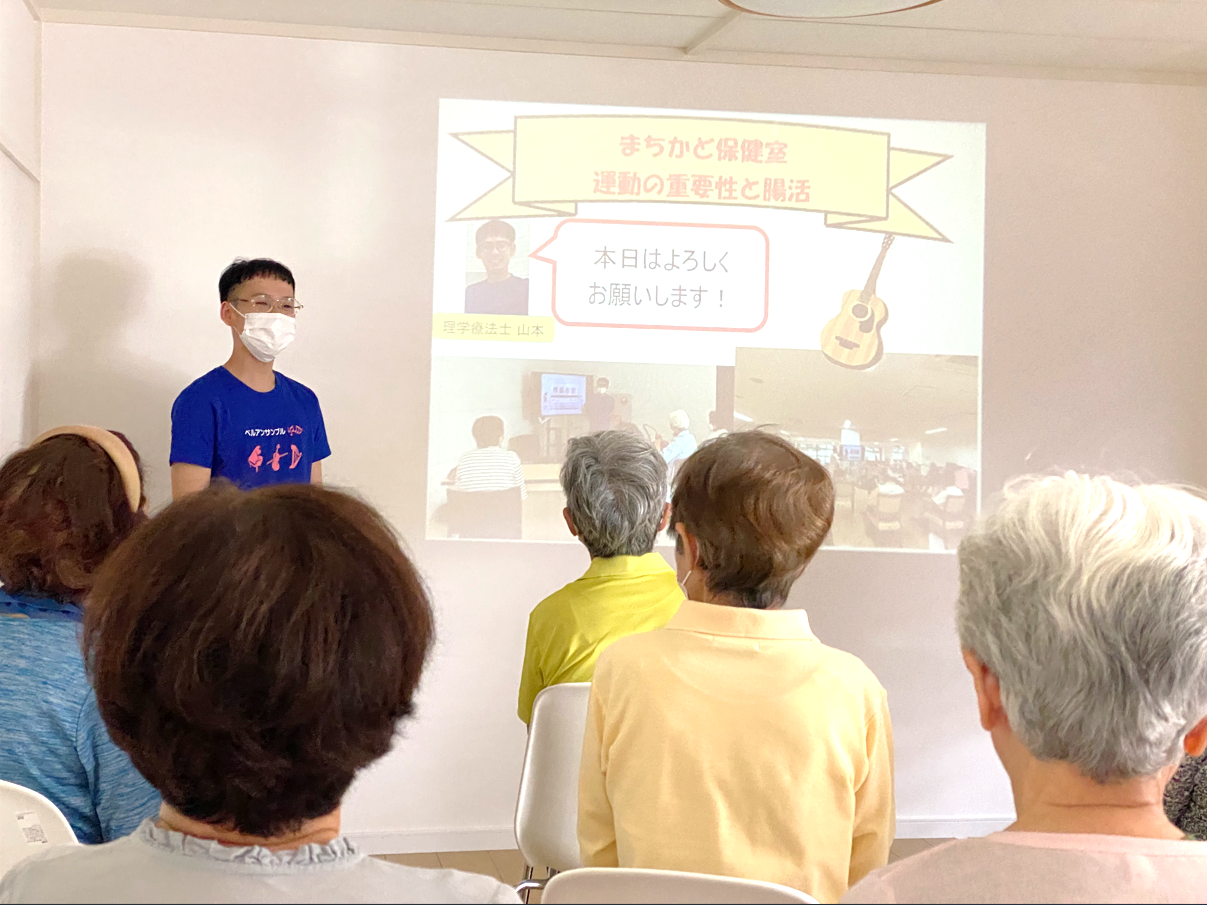 まちかど保健室
運動の重要性と腸活
本日はよろしく
お願いします！
理学療法士 山本
ベルアンサンブル